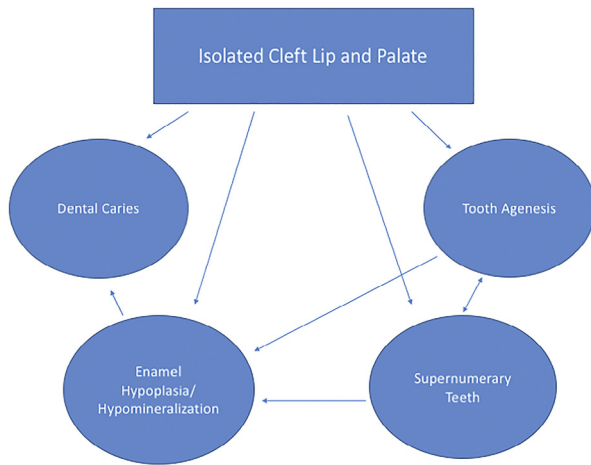 Isolated Cleft Lip and Palate
Dental Caries
Tooth Agenesis
Enamel
Hypoplasia/
Hypomineralization
Supernumerary
Teeth